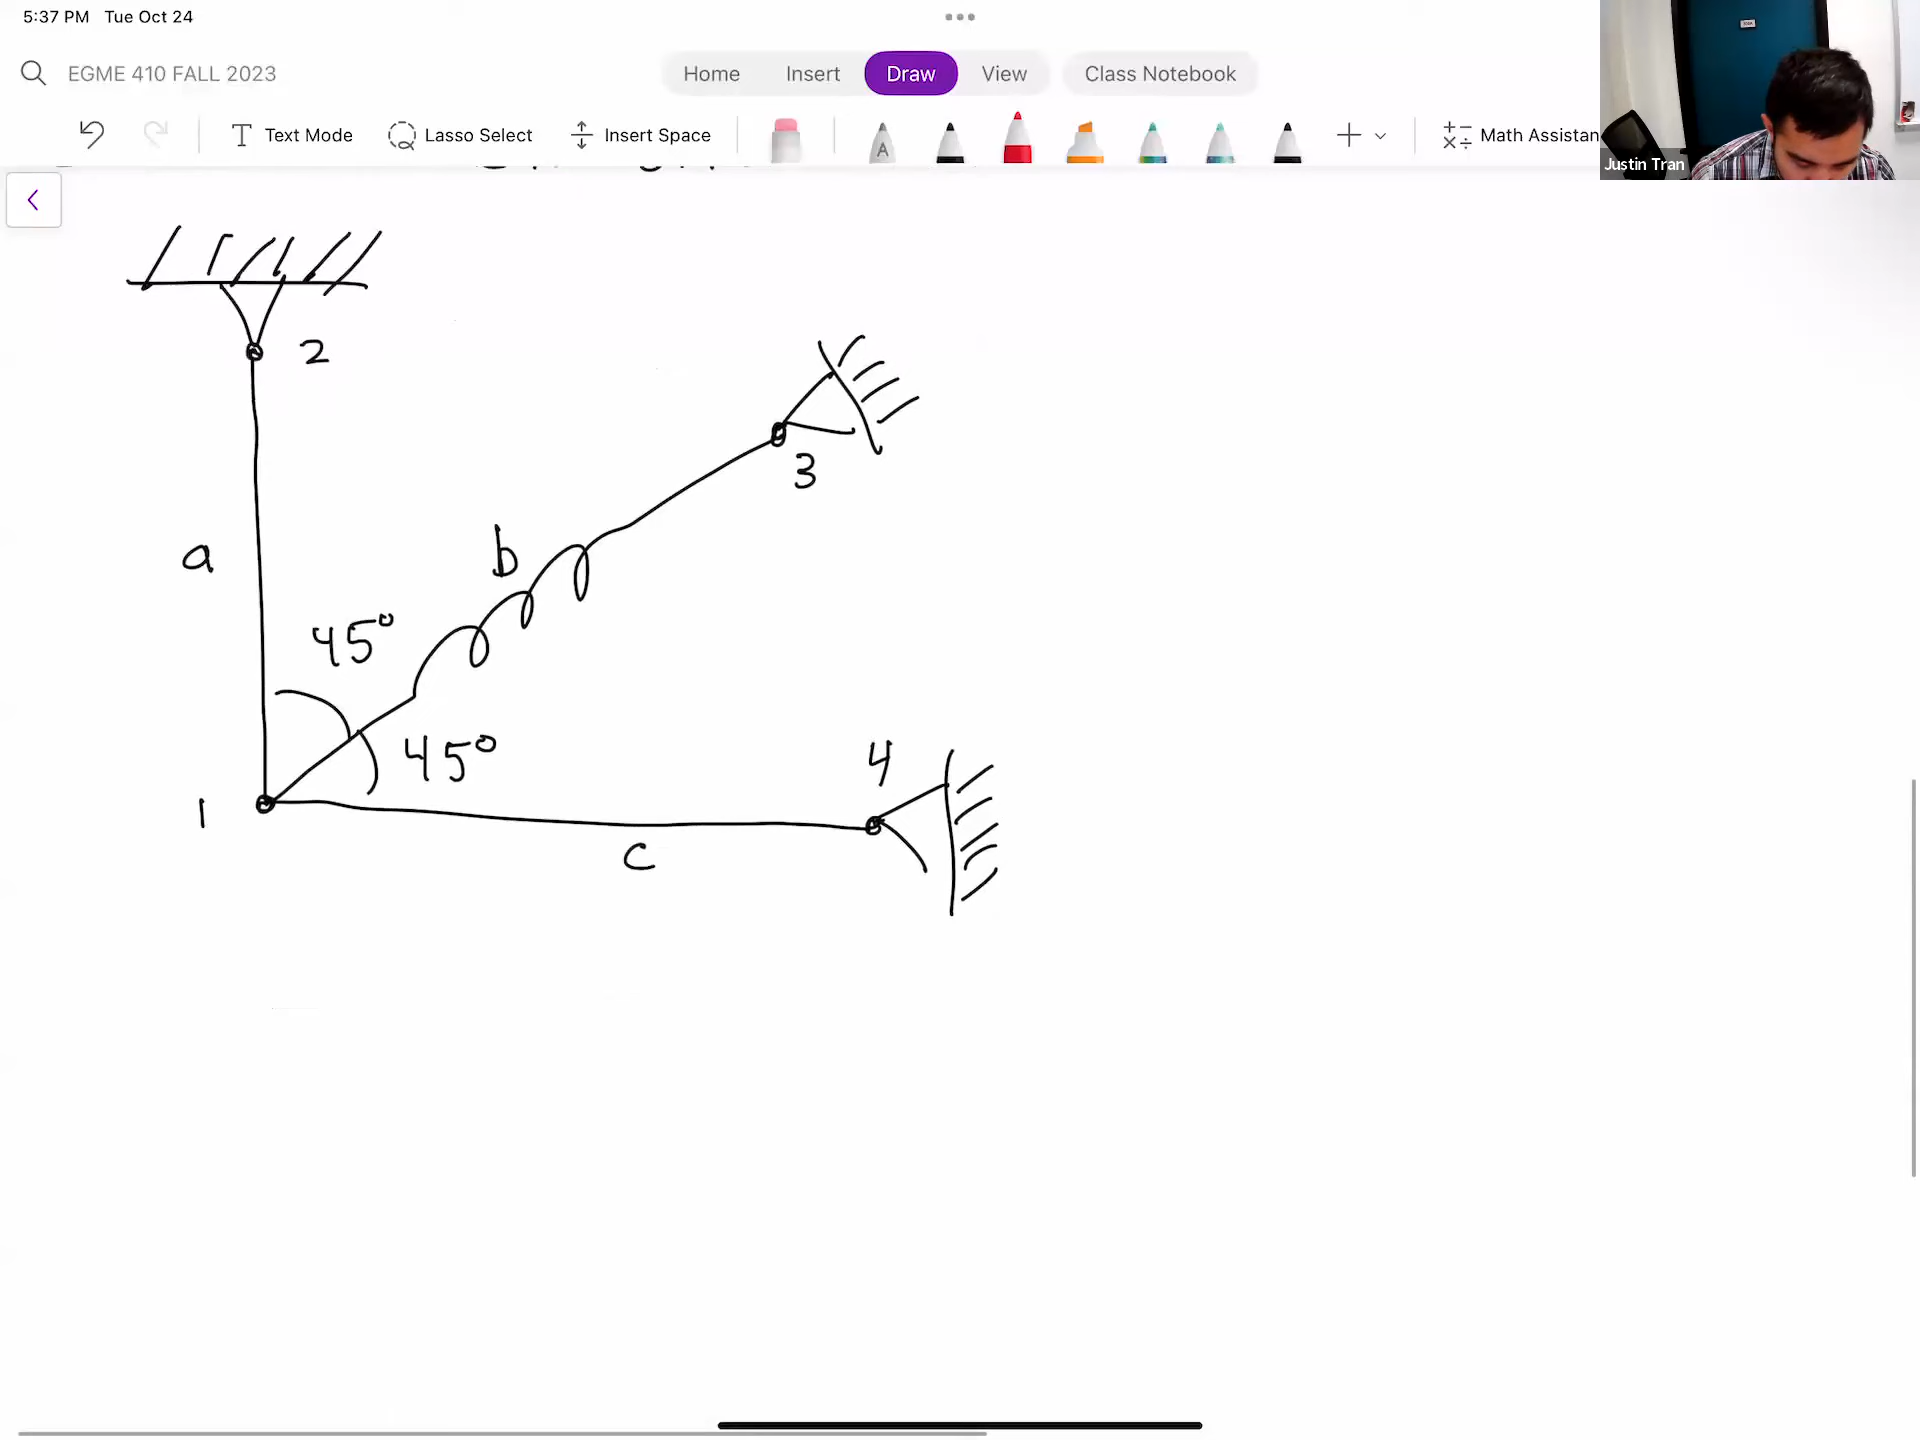 5:37 PM Tue Oct 24
EGME 410 FALL 2023
Home Insert Draw View Class Notebook
Text Mode Lasso Select Insert Space A Math Assistan
Justin Tran
2
3
a
b
45°
45°
4
1
c